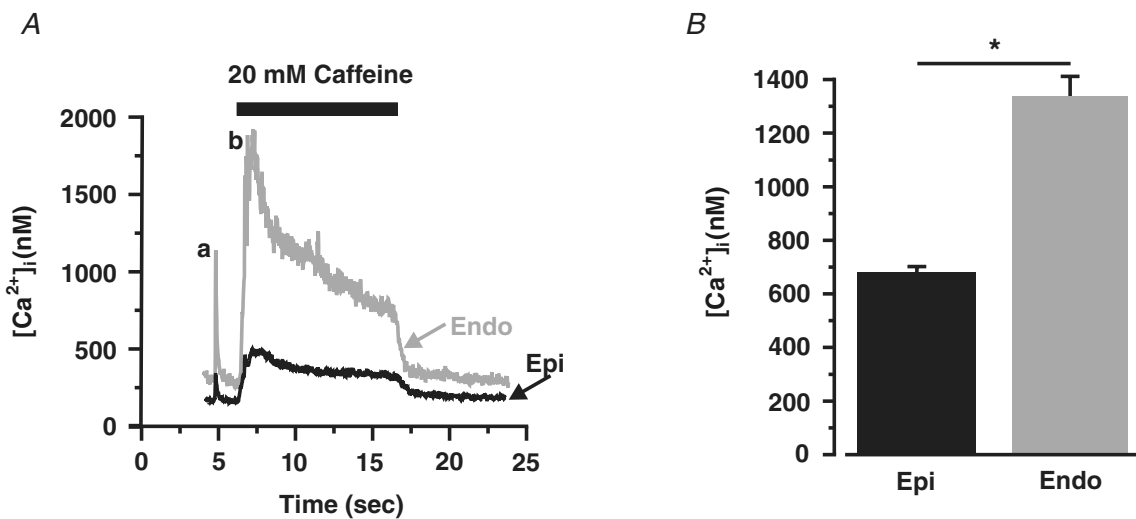 A
20 mM Caffeine
2000
1500
1000
500
0
[Ca²⁺]ᵢ(nM)
a
b
Endo
Epi
0 5 10 15 20 25
Time (sec)
B
*
1400
1200
1000
800
600
400
200
0
[Ca²⁺]ᵢ(nM)
Epi Endo